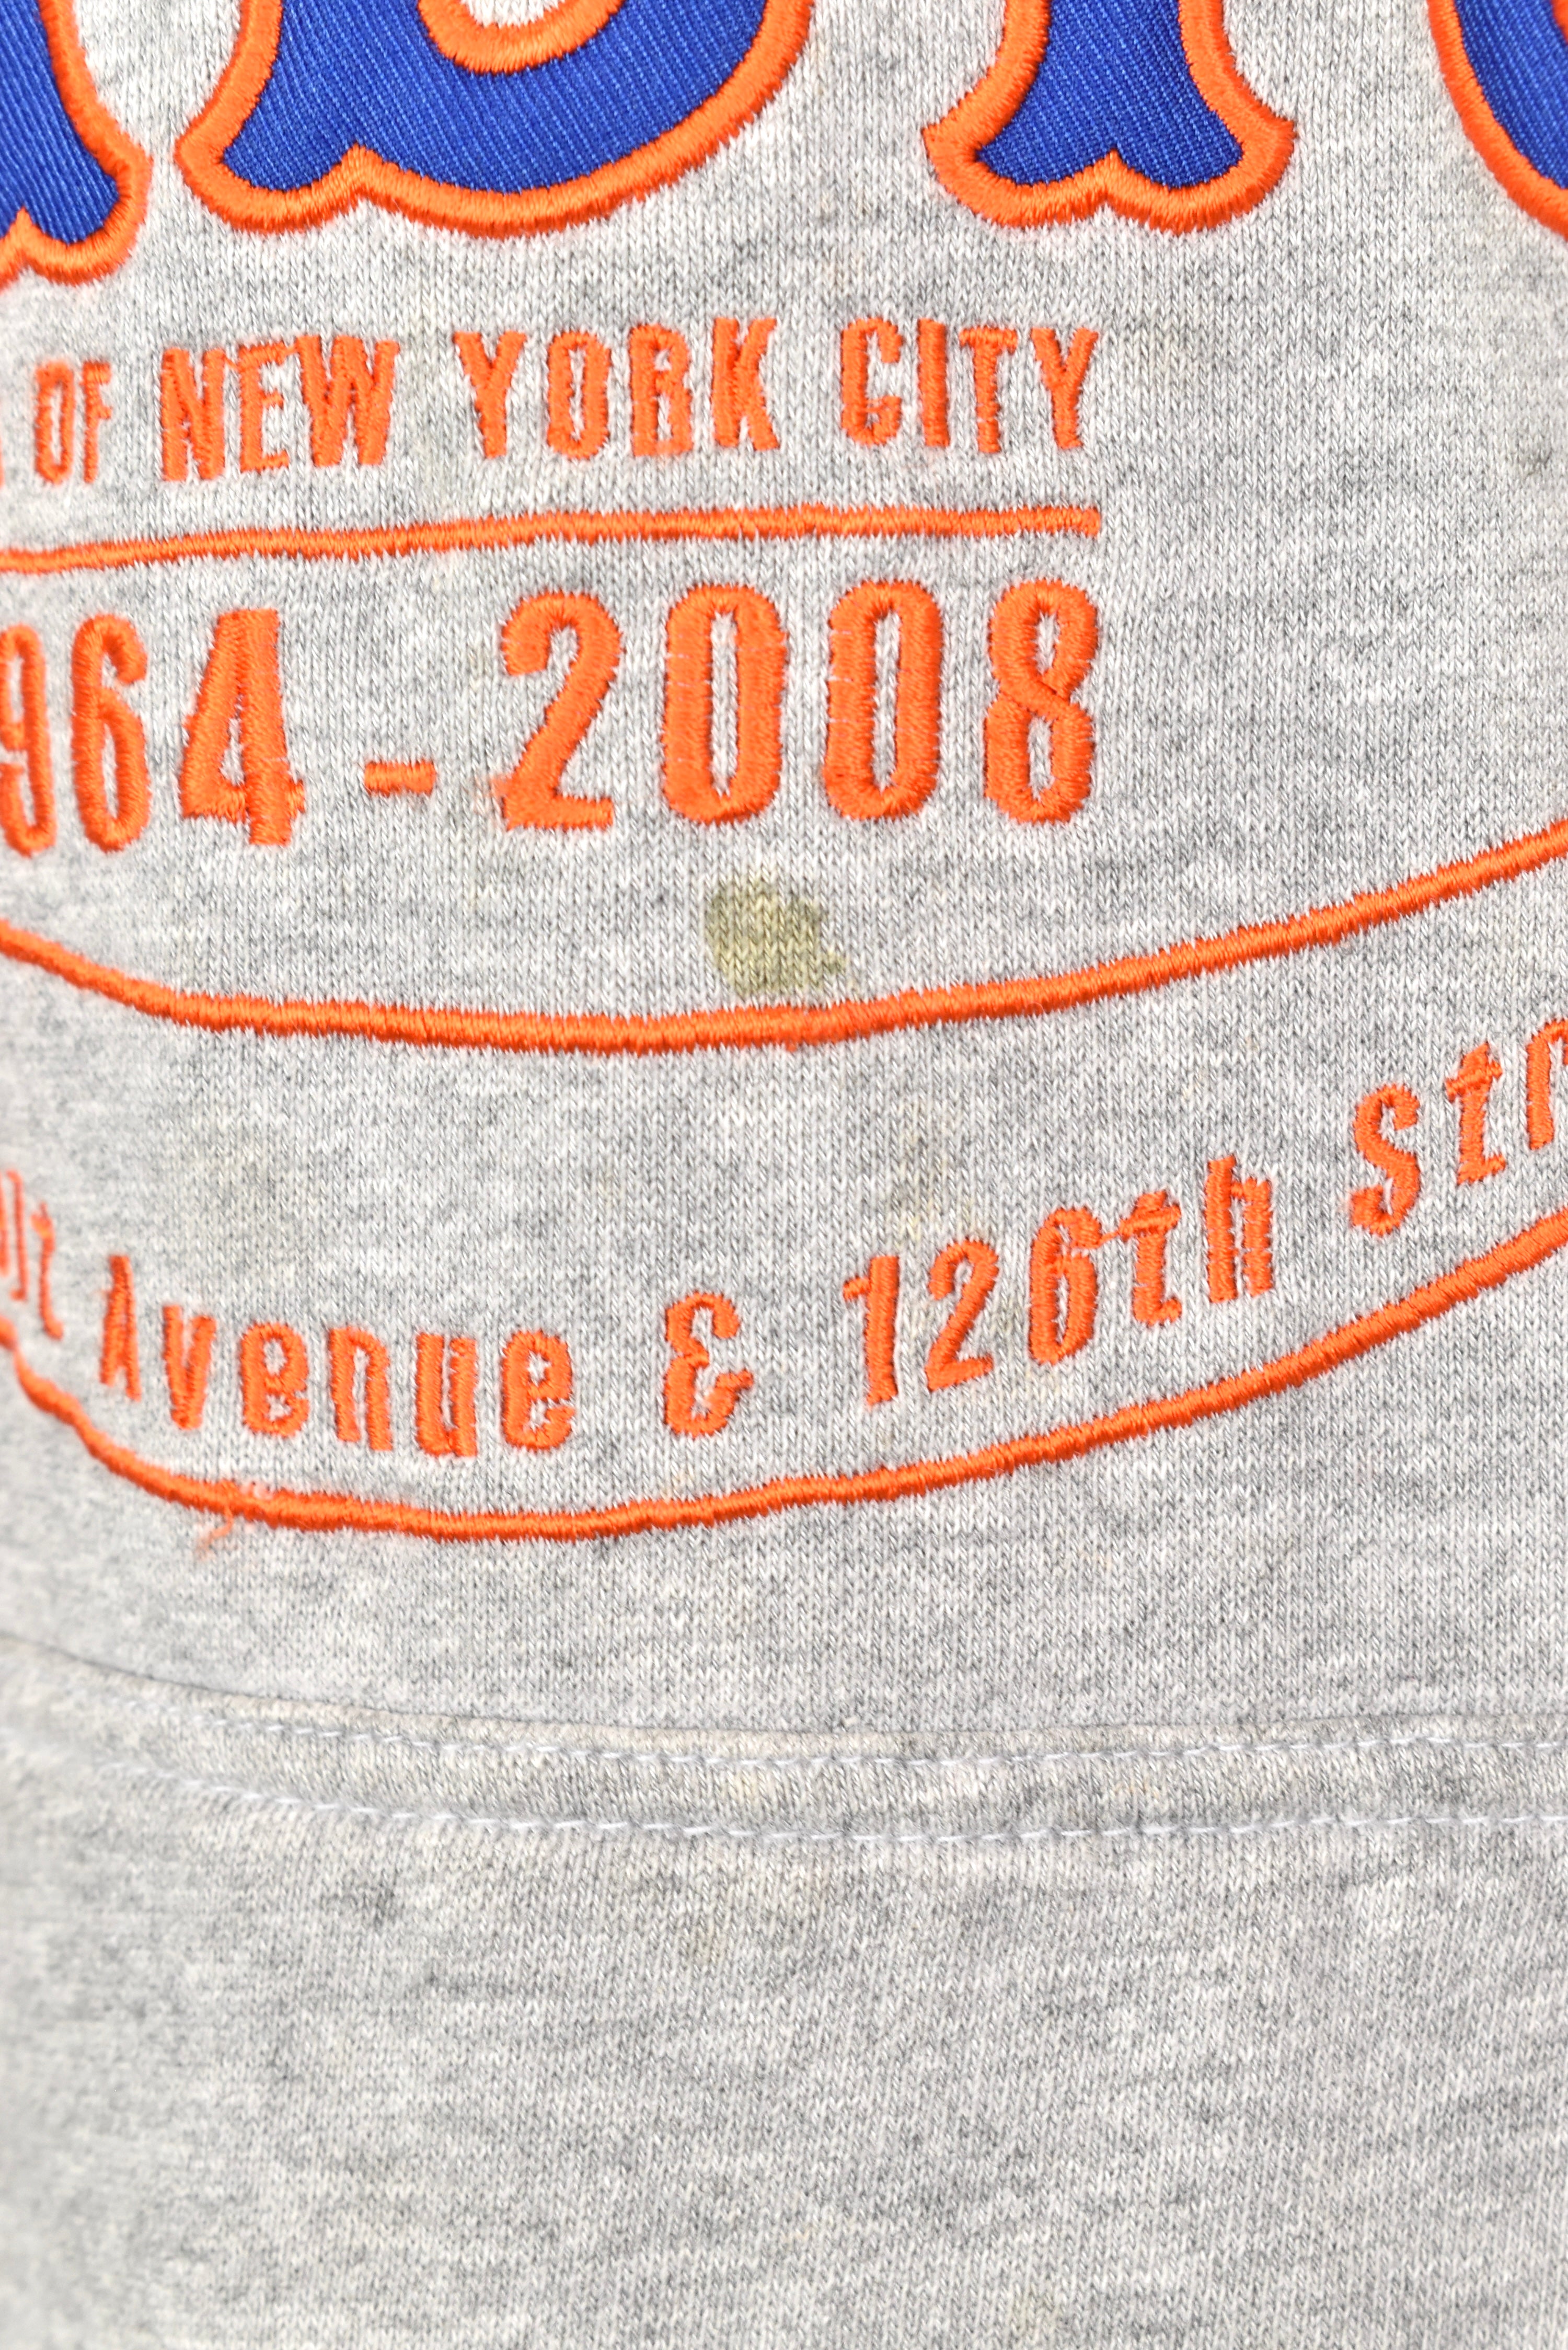 OF NEW YORK CITY
964-2008
Avenue & 126th Str